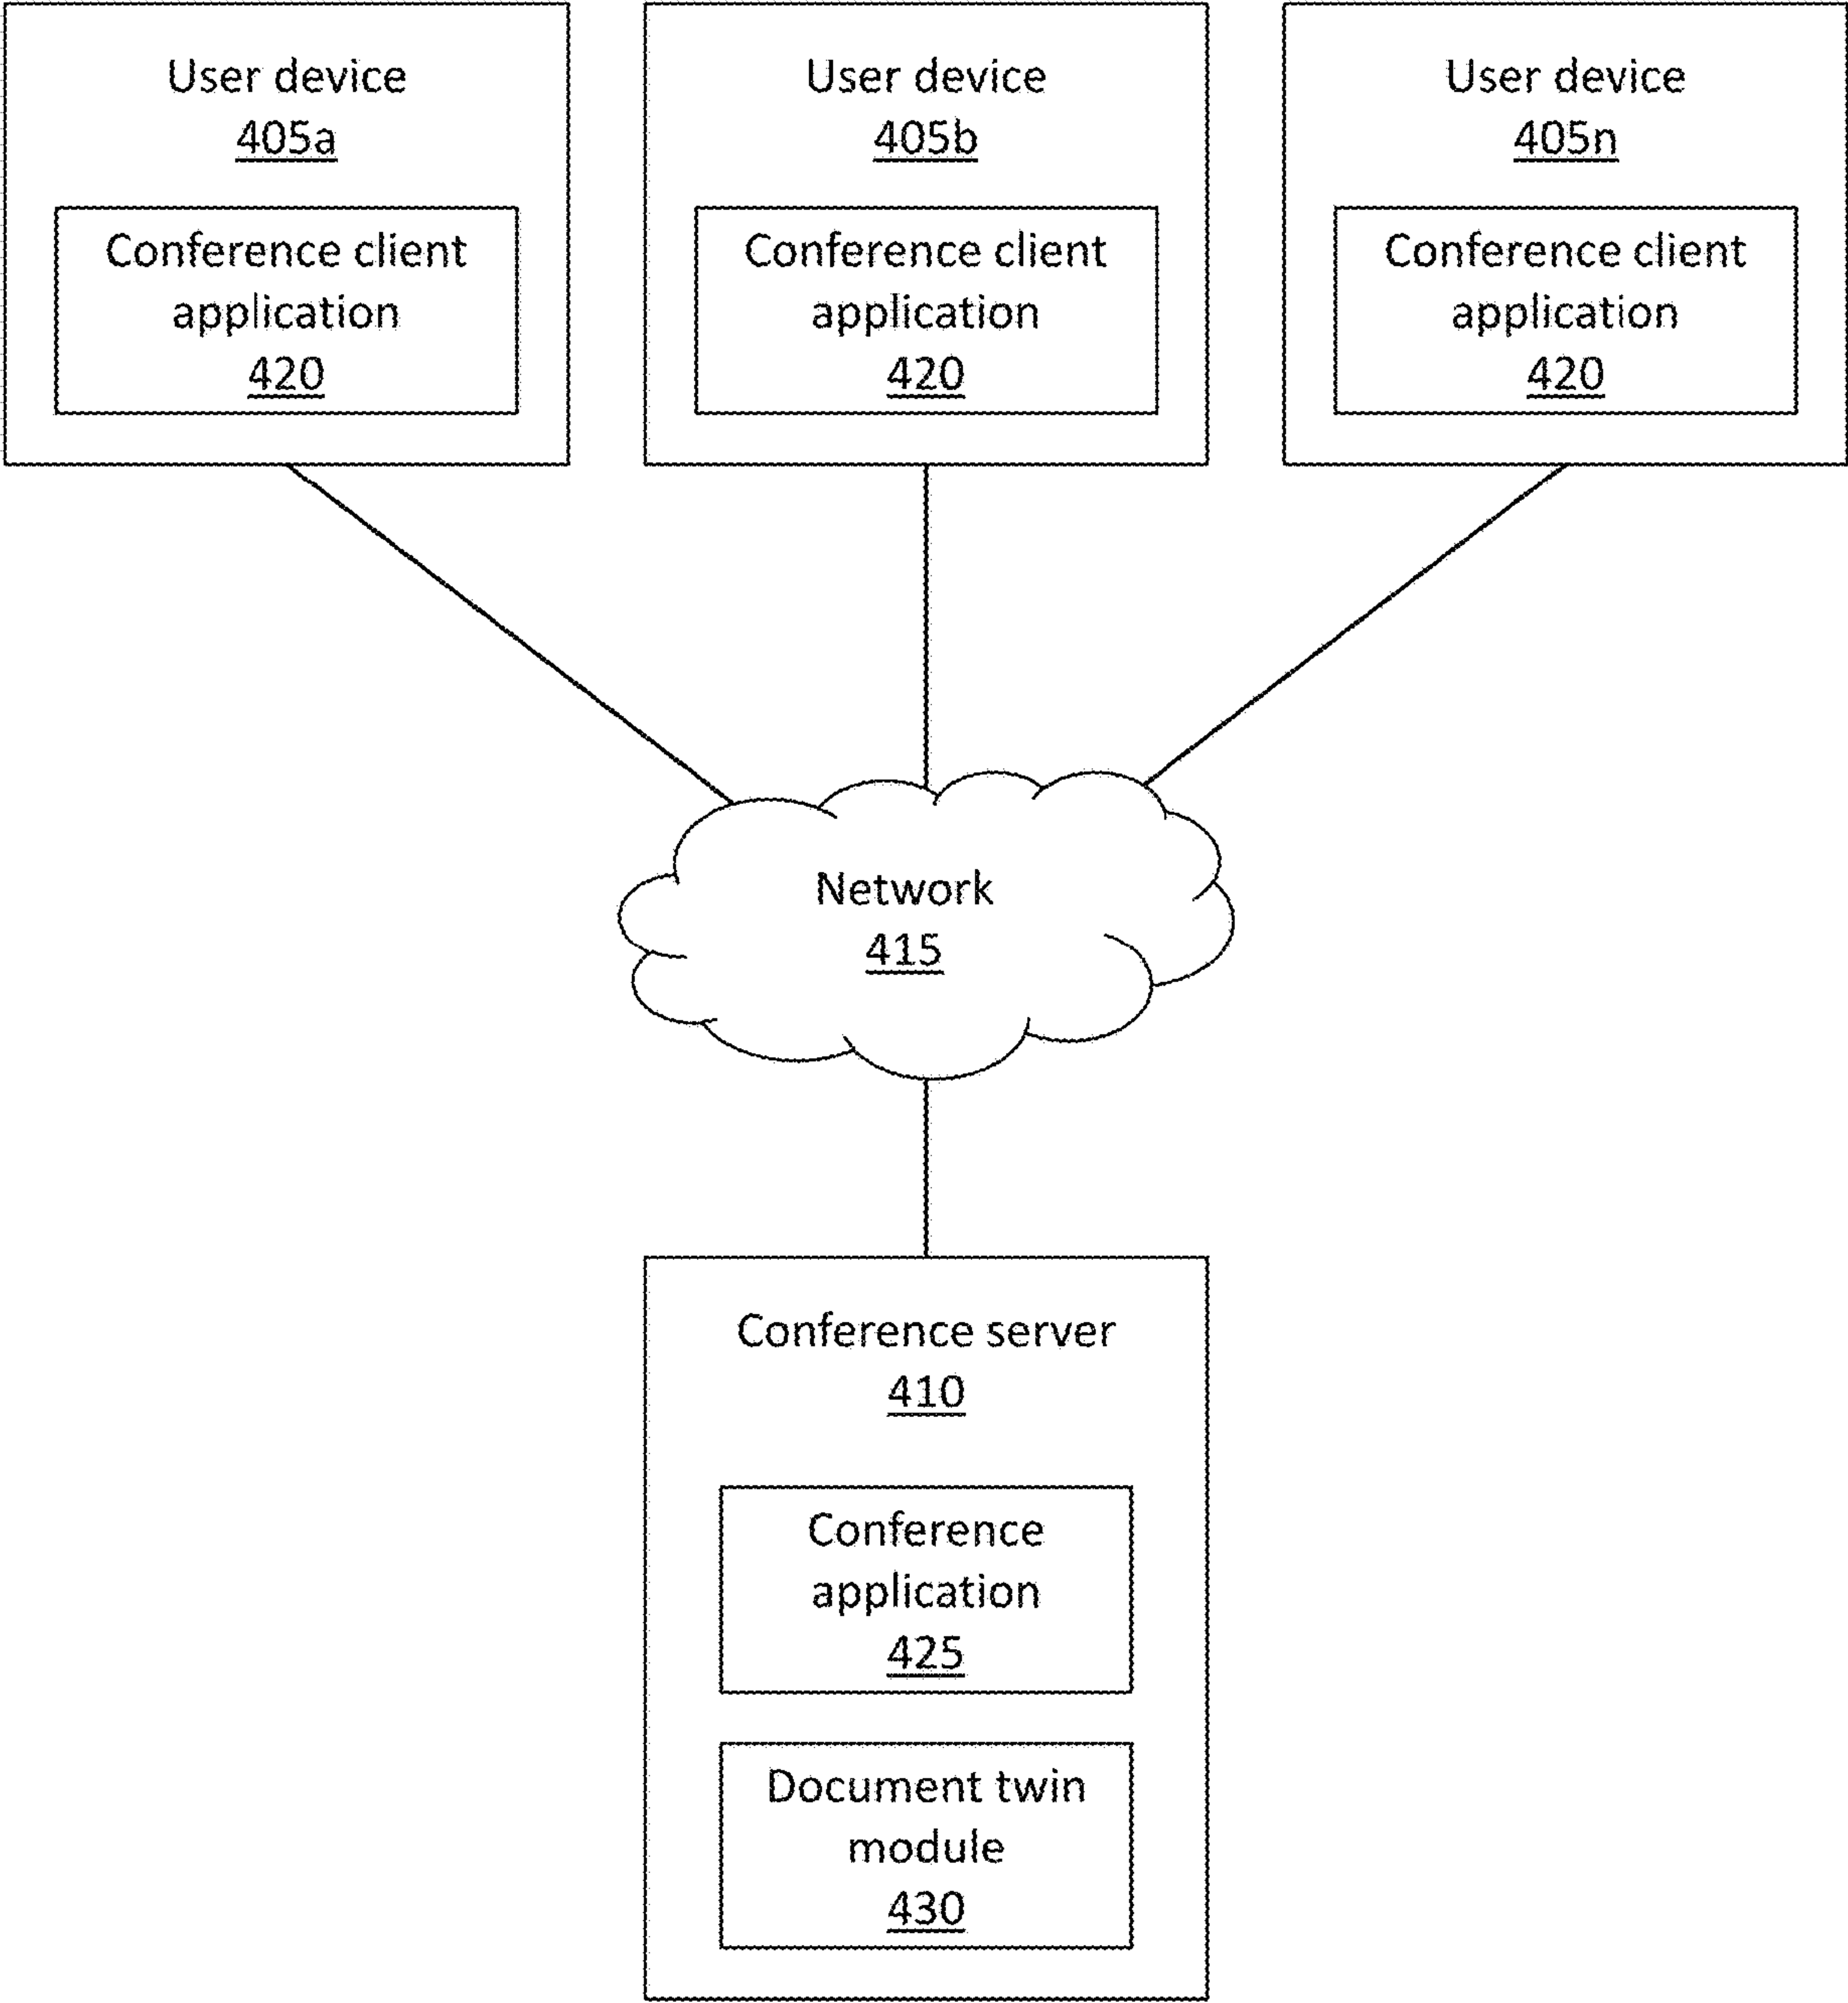 User device
405a
Conference client
application
420
User device
405b
Conference client
application
420
User device
405n
Conference client
application
420
Network
415
Conference server
410
Conference
application
425
Document twin
module
430